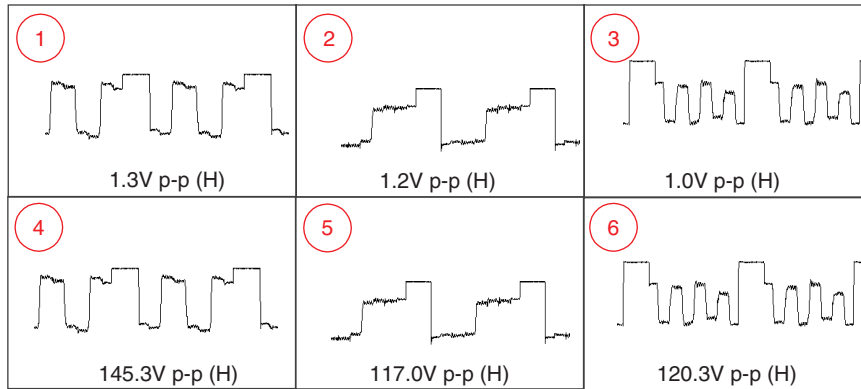 1
2
3
1.3V p-p (H)
1.2V p-p (H)
1.0V p-p (H)
4
5
6
145.3V p-p (H)
117.0V p-p (H)
120.3V p-p (H)